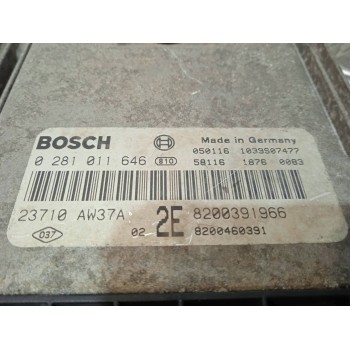 BOSCH Made in Germany
0 281 011 646 B10 050116 1039S07477
58116 1876 0083
23710 AW37A 2E 8200391966
037 02 8200460391